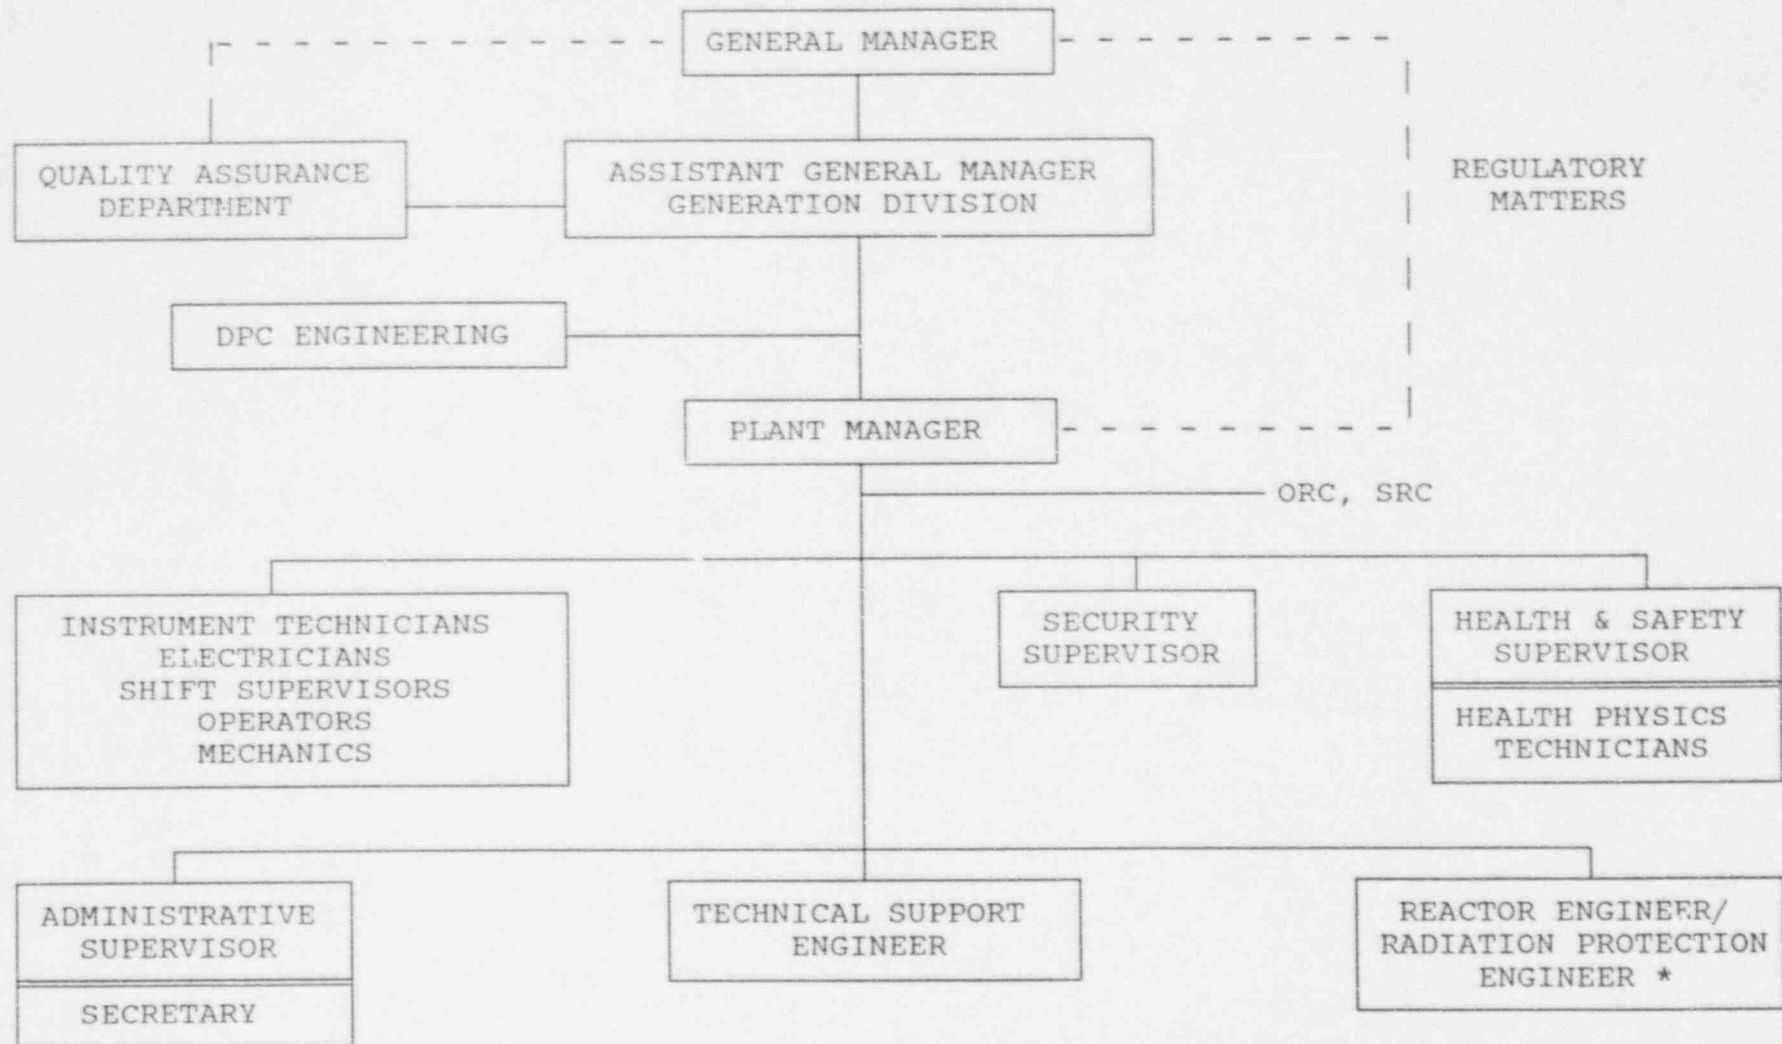 GENERAL MANAGER
QUALITY ASSURANCE
DEPARTMENT
ASSISTANT GENERAL MANAGER
GENERATION DIVISION
REGULATORY
MATTERS
DPC ENGINEERING
PLANT MANAGER
ORC, SRC
INSTRUMENT TECHNICIANS
ELECTRICIANS
SHIFT SUPERVISORS
OPERATORS
MECHANICS
SECURITY
SUPERVISOR
HEALTH & SAFETY
SUPERVISOR
HEALTH PHYSICS
TECHNICIANS
ADMINISTRATIVE
SUPERVISOR
SECRETARY
TECHNICAL SUPPORT
ENGINEER
REACTOR ENGINEER/
RADIATION PROTECTION
ENGINEER *